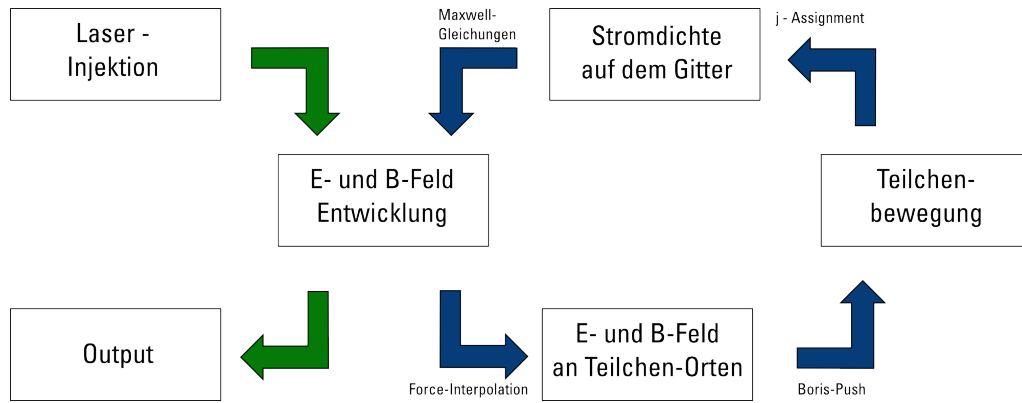 Laser -
Injektion
Maxwell-
Gleichungen
Stromdichte
auf dem Gitter
j - Assignment
E- und B-Feld
Entwicklung
Teilchen-
bewegung
Output
Force-Interpolation
E- und B-Feld
an Teilchen-Orten
Boris-Push